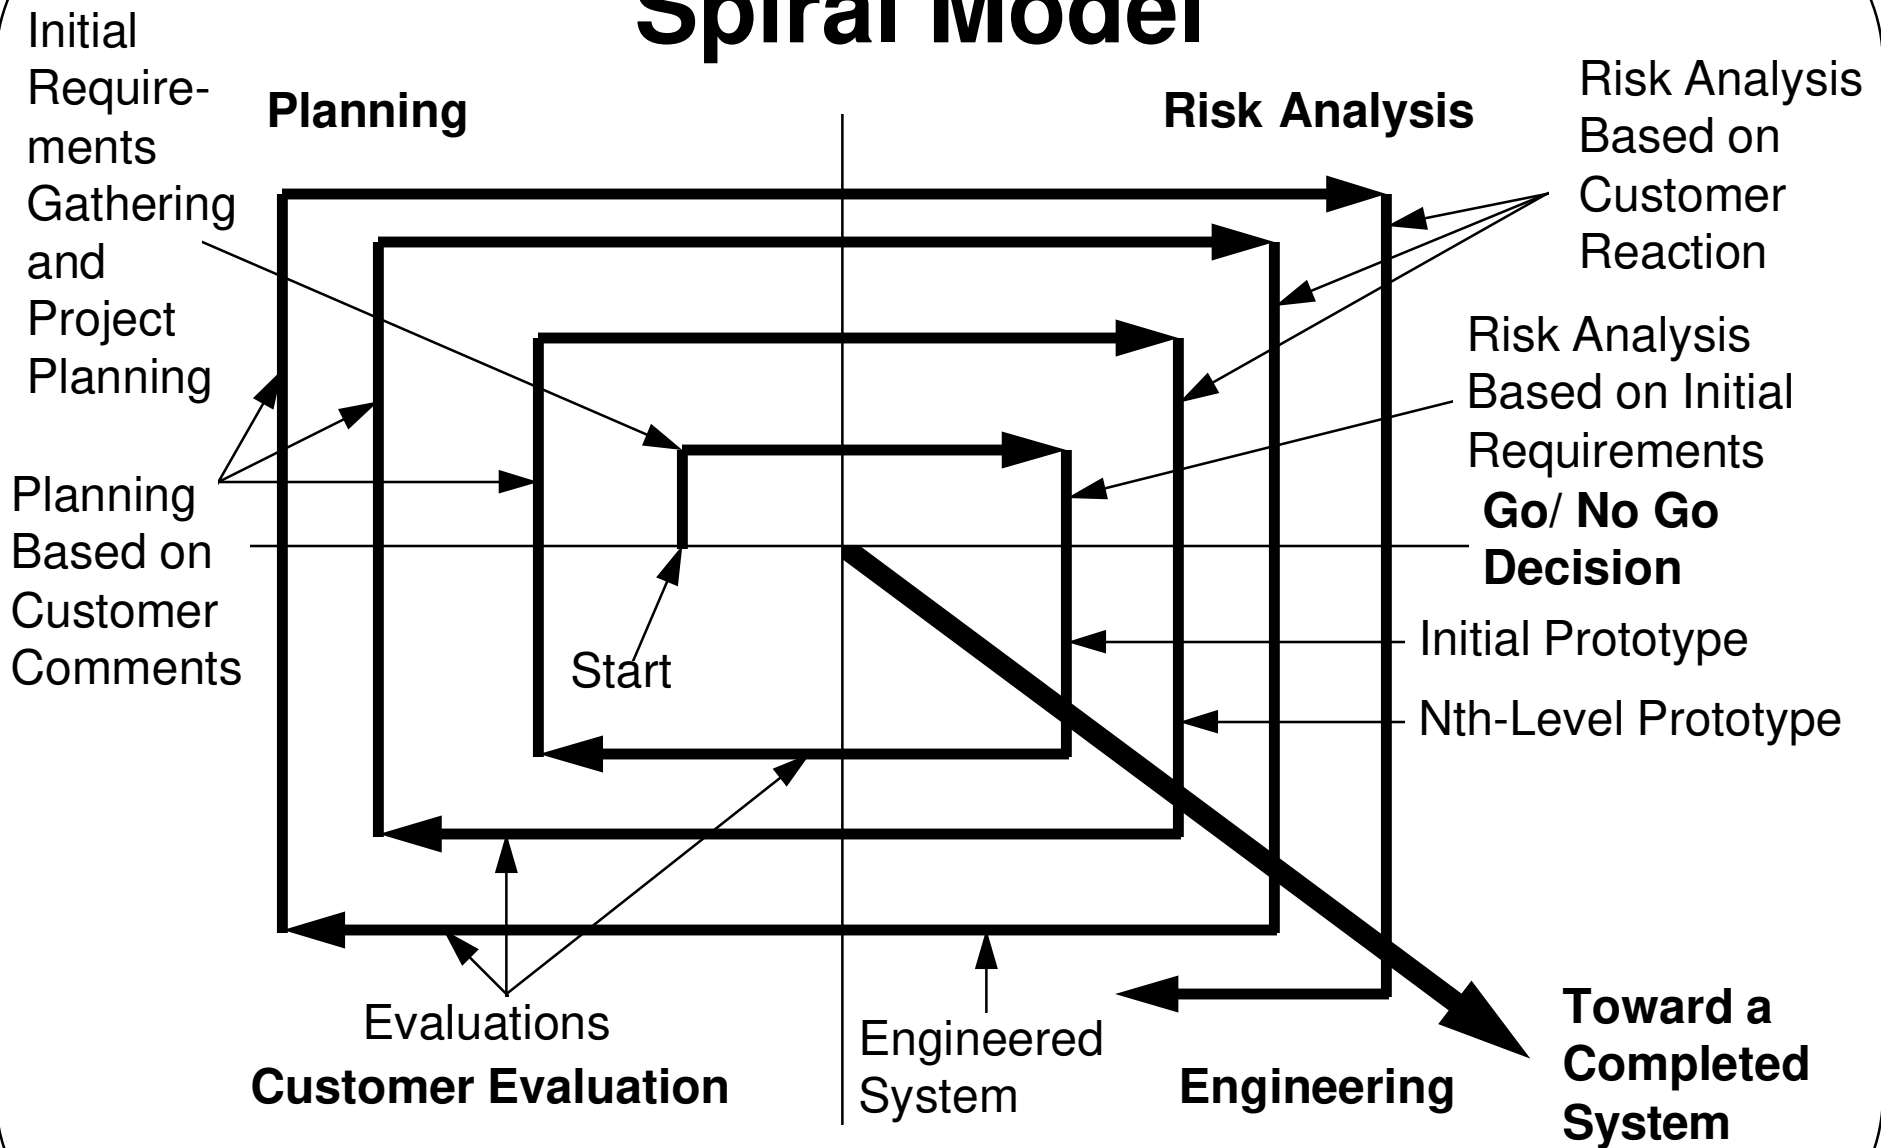 Spiral Model
Initial
Require-
ments
Gathering
and
Project
Planning
Planning
Risk Analysis
Risk Analysis
Based on
Customer
Reaction
Risk Analysis
Based on Initial
Requirements
Go/ No Go
Decision
Planning
Based on
Customer
Comments
Start
Initial Prototype
Nth-Level Prototype
Evaluations
Customer Evaluation
Engineered
System
Engineering
Toward a
Completed
System